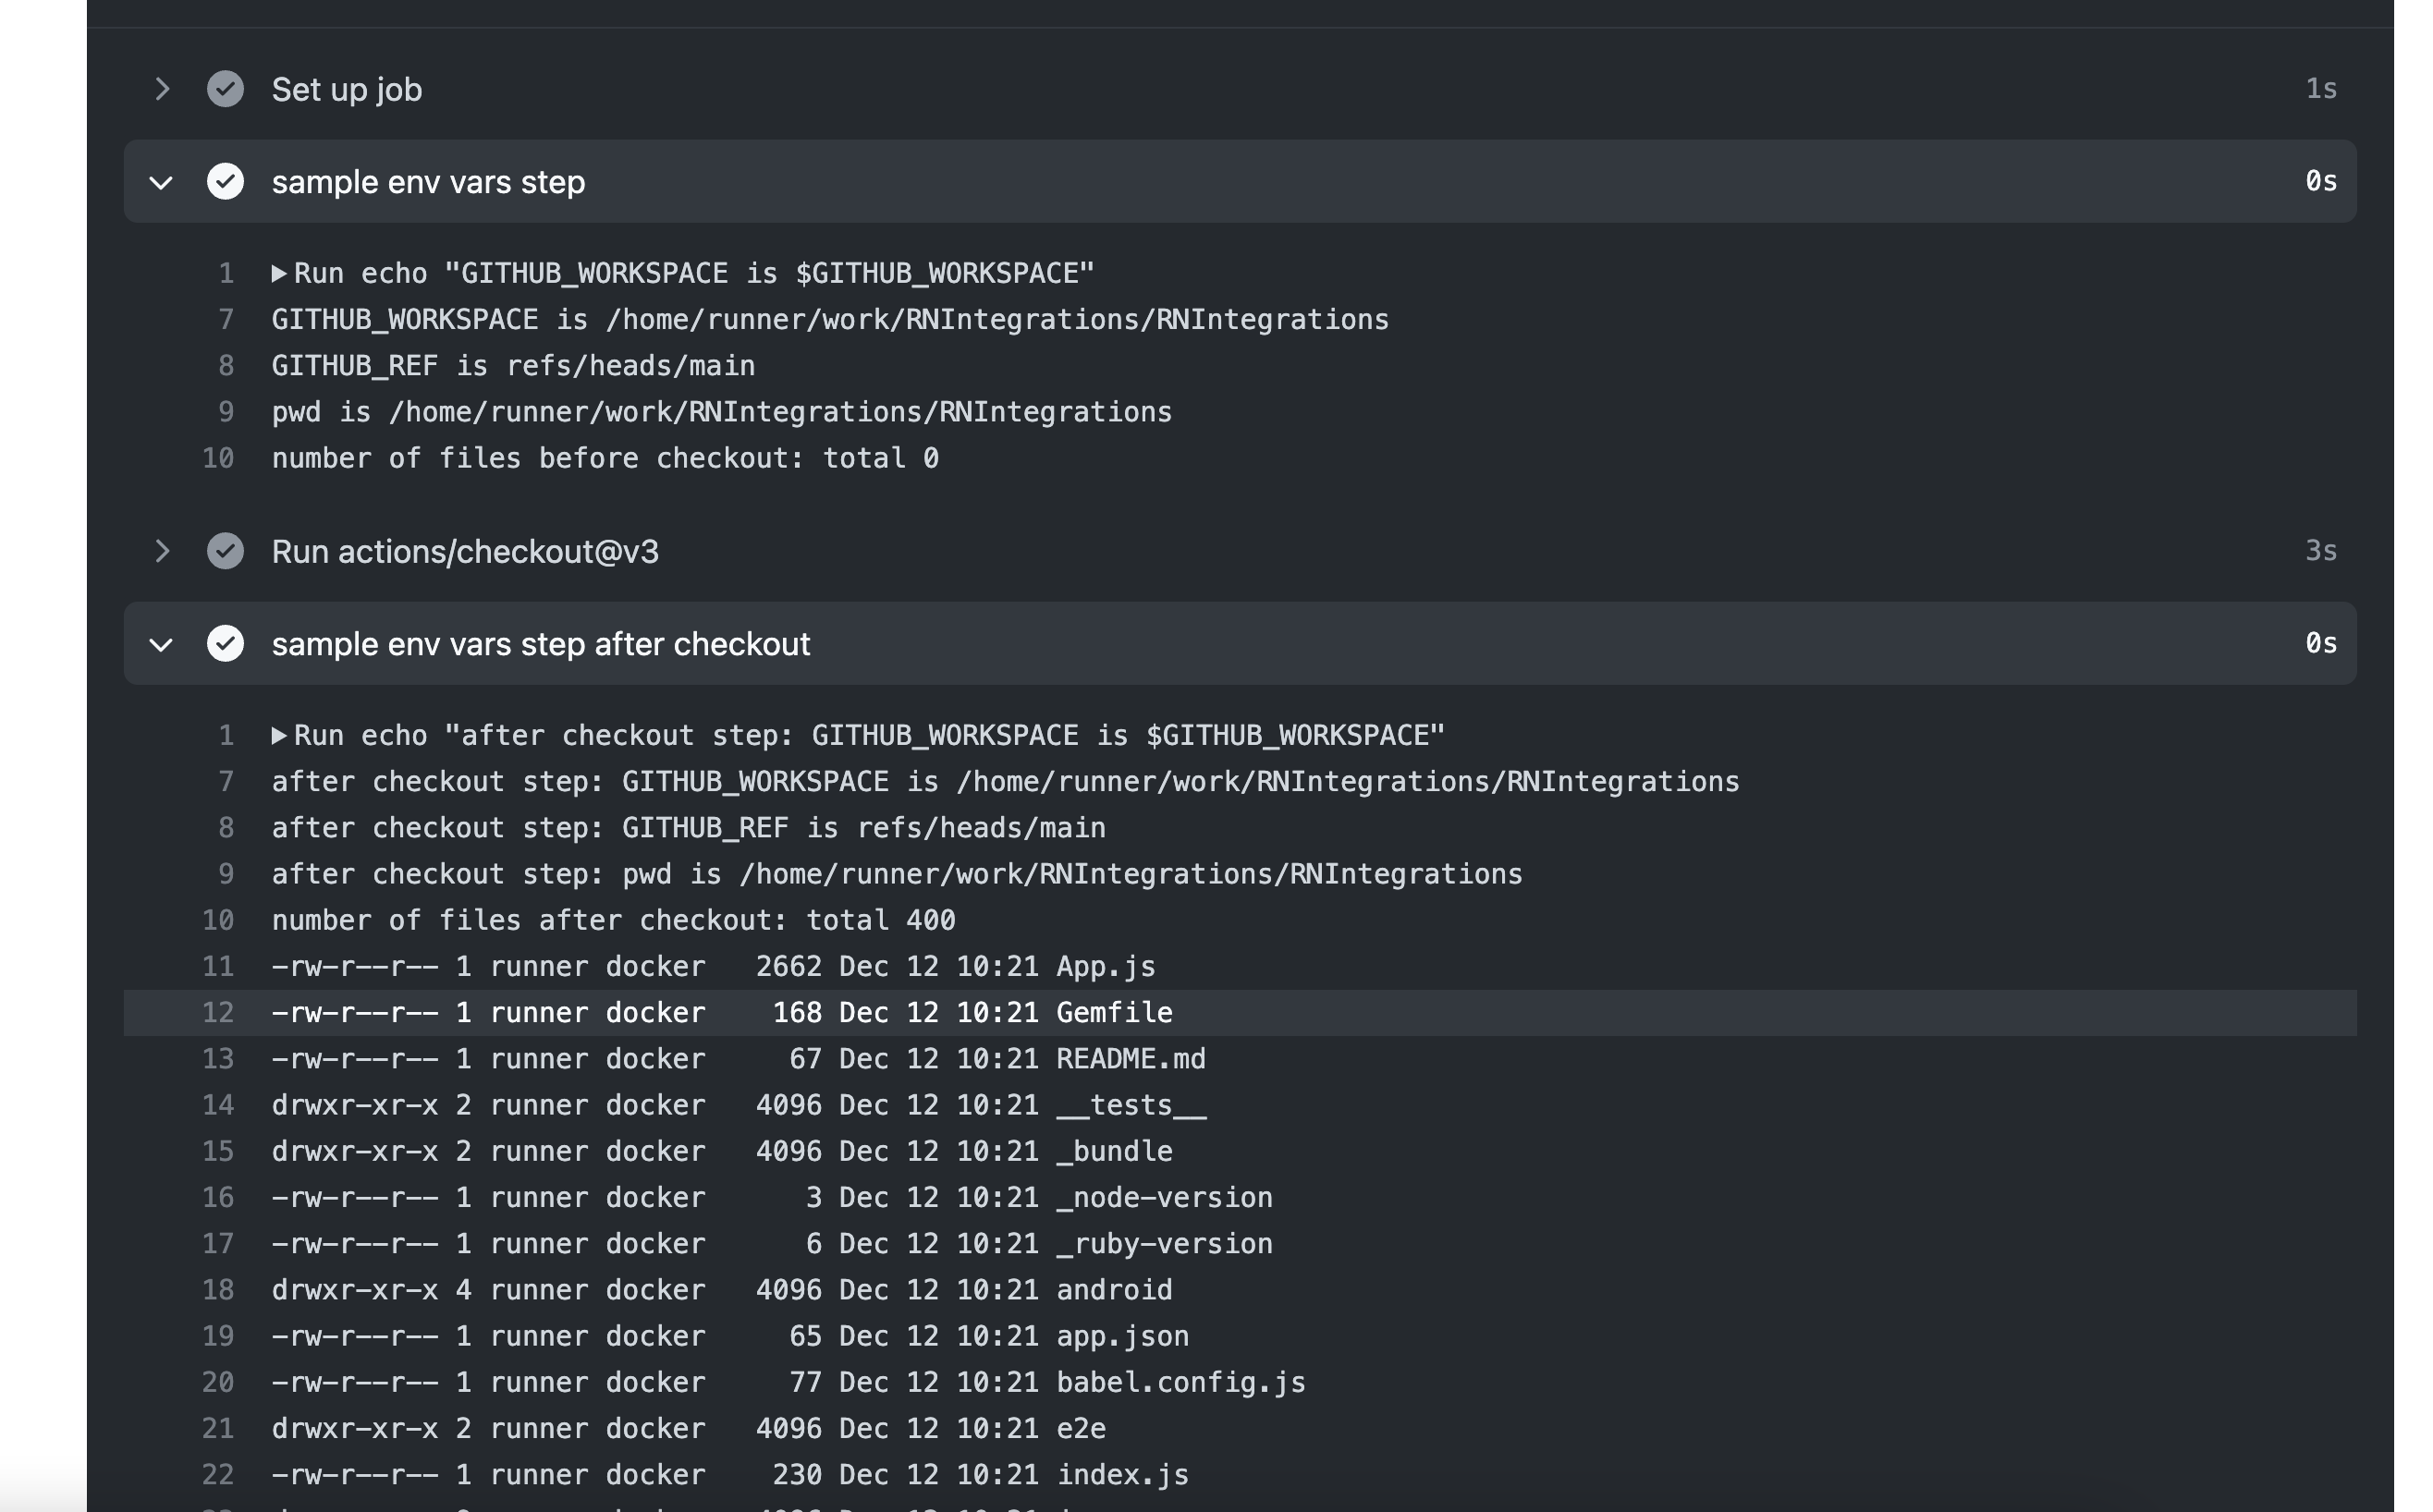 Set up job 1s
sample env vars step 0s
1 Run echo "GITHUB_WORKSPACE is $GITHUB_WORKSPACE"
7 GITHUB_WORKSPACE is /home/runner/work/RNIntegrations/RNIntegrations
8 GITHUB_REF is refs/heads/main
9 pwd is /home/runner/work/RNIntegrations/RNIntegrations
10 number of files before checkout: total 0
Run actions/checkout@v3 3s
sample env vars step after checkout 0s
1 Run echo "after checkout step: GITHUB_WORKSPACE is $GITHUB_WORKSPACE"
7 after checkout step: GITHUB_WORKSPACE is /home/runner/work/RNIntegrations/RNIntegrations
8 after checkout step: GITHUB_REF is refs/heads/main
9 after checkout step: pwd is /home/runner/work/RNIntegrations/RNIntegrations
10 number of files after checkout: total 400
11 -rw-r--r-- 1 runner docker 2662 Dec 12 10:21 App.js
12 -rw-r--r-- 1 runner docker 168 Dec 12 10:21 Gemfile
13 -rw-r--r-- 1 runner docker 67 Dec 12 10:21 README.md
14 drwxr-xr-x 2 runner docker 4096 Dec 12 10:21 __tests__
15 drwxr-xr-x 2 runner docker 4096 Dec 12 10:21 _bundle
16 -rw-r--r-- 1 runner docker 3 Dec 12 10:21 _node-version
17 -rw-r--r-- 1 runner docker 6 Dec 12 10:21 _ruby-version
18 drwxr-xr-x 4 runner docker 4096 Dec 12 10:21 android
19 -rw-r--r-- 1 runner docker 65 Dec 12 10:21 app.json
20 -rw-r--r-- 1 runner docker 77 Dec 12 10:21 babel.config.js
21 drwxr-xr-x 2 runner docker 4096 Dec 12 10:21 e2e
22 -rw-r--r-- 1 runner docker 230 Dec 12 10:21 index.js